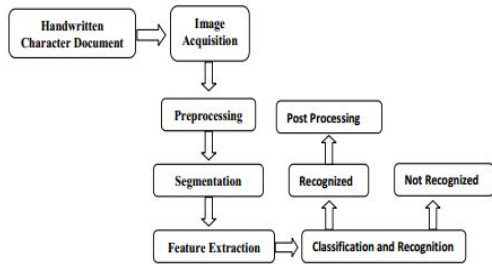 Handwritten
Character Document
Image
Acquisition
Preprocessing
Post Processing
Segmentation
Recognized
Not Recognized
Feature Extraction
Classification and Recognition